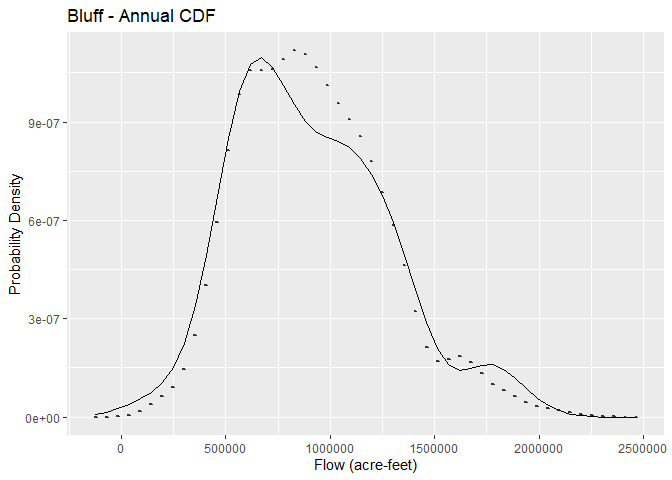 Bluff - Annual CDF
Probability Density
9e-07
6e-07
3e-07
0e+00
0
500000
1000000
1500000
2000000
2500000
Flow (acre-feet)